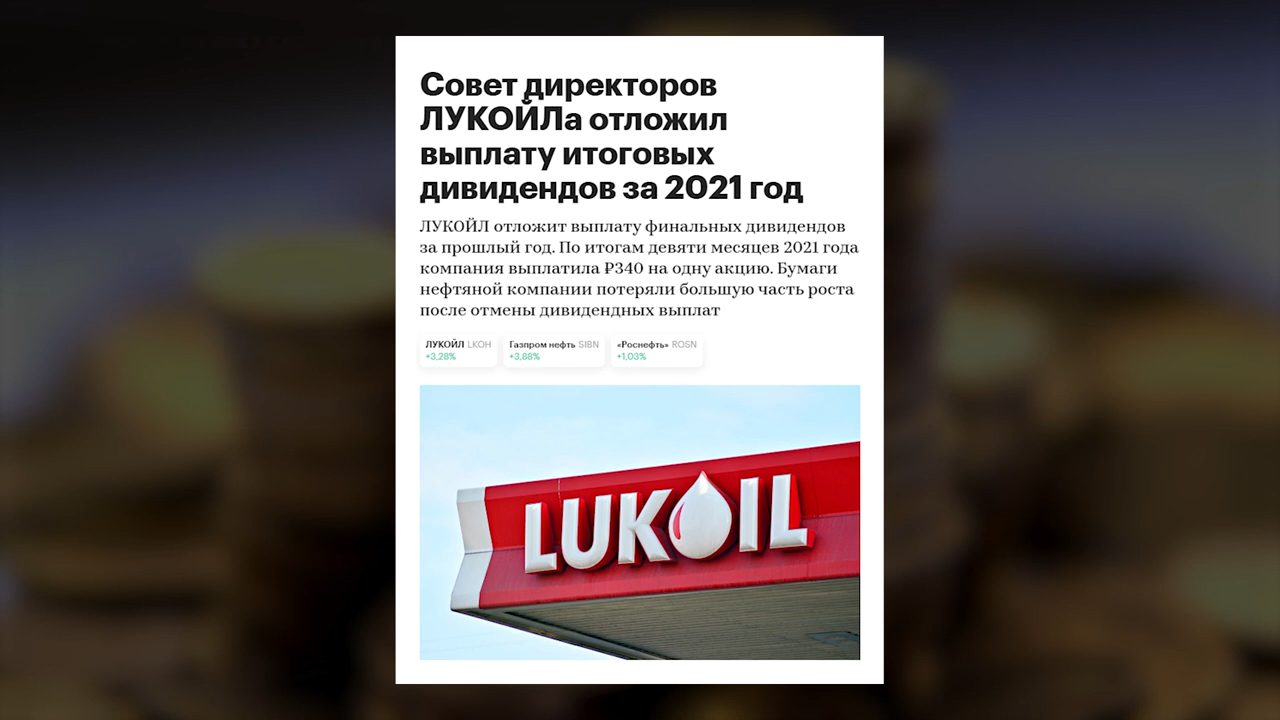 Совет директоров
ЛУКОЙЛа отложил
выплату итоговых
дивидендов за 2021 год
ЛУКОЙЛ отложит выплату финальных дивидендов
за прошлый год. По итогам девяти месяцев 2021 года
компания выплатила ₽340 на одну акцию. Бумаги
нефтяной компании потеряли большую часть роста
после отмены дивидендных выплат
ЛУКОЙЛ LKOH Газпром нефть SIBN «Роснефть» ROSN
+3,28% +3,88% +1,03%
LUKOIL